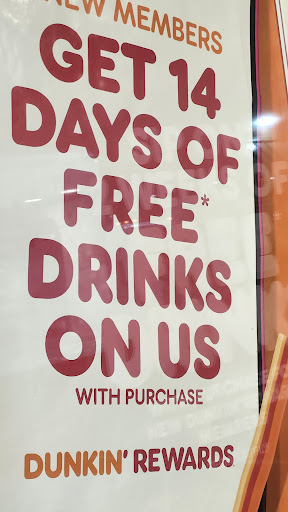 NEW MEMBERS
GET 14
DAYS OF
FREE*
DRINKS
ON US
WITH PURCHASE
DUNKIN' REWARDS